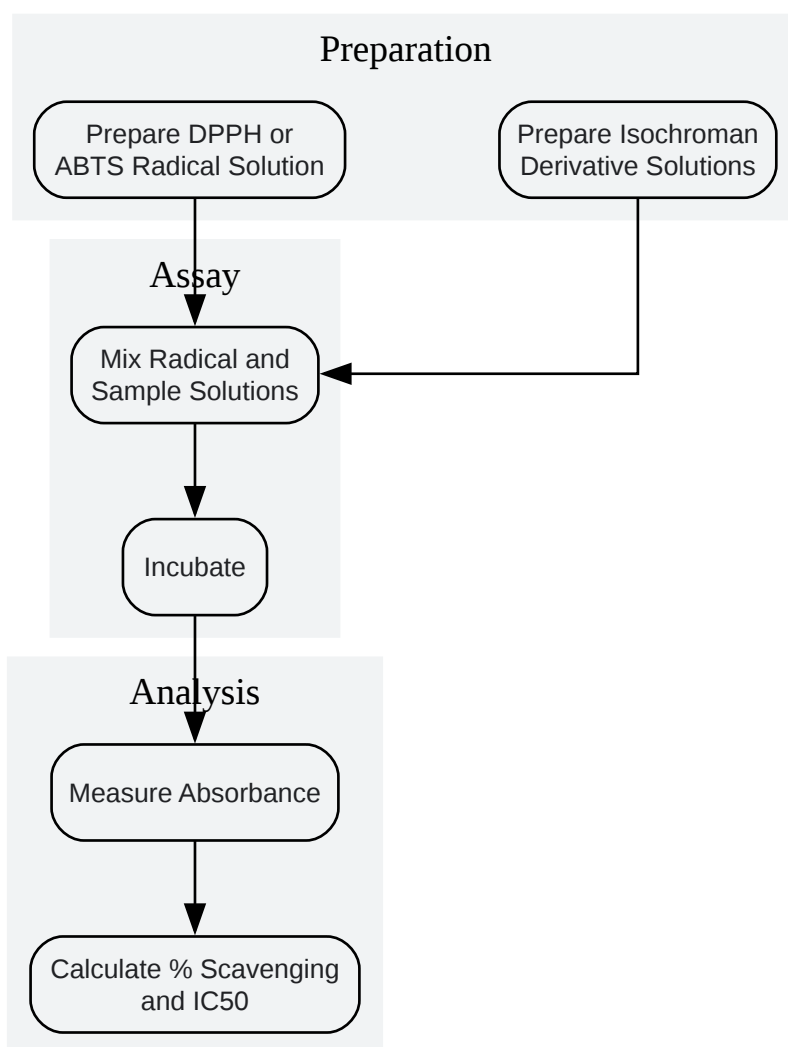 Preparation
Prepare DPPH or
ABTS Radical Solution
Prepare Isochroman
Derivative Solutions
Assay
Mix Radical and
Sample Solutions
Incubate
Analysis
Measure Absorbance
Calculate % Scavenging
and IC50